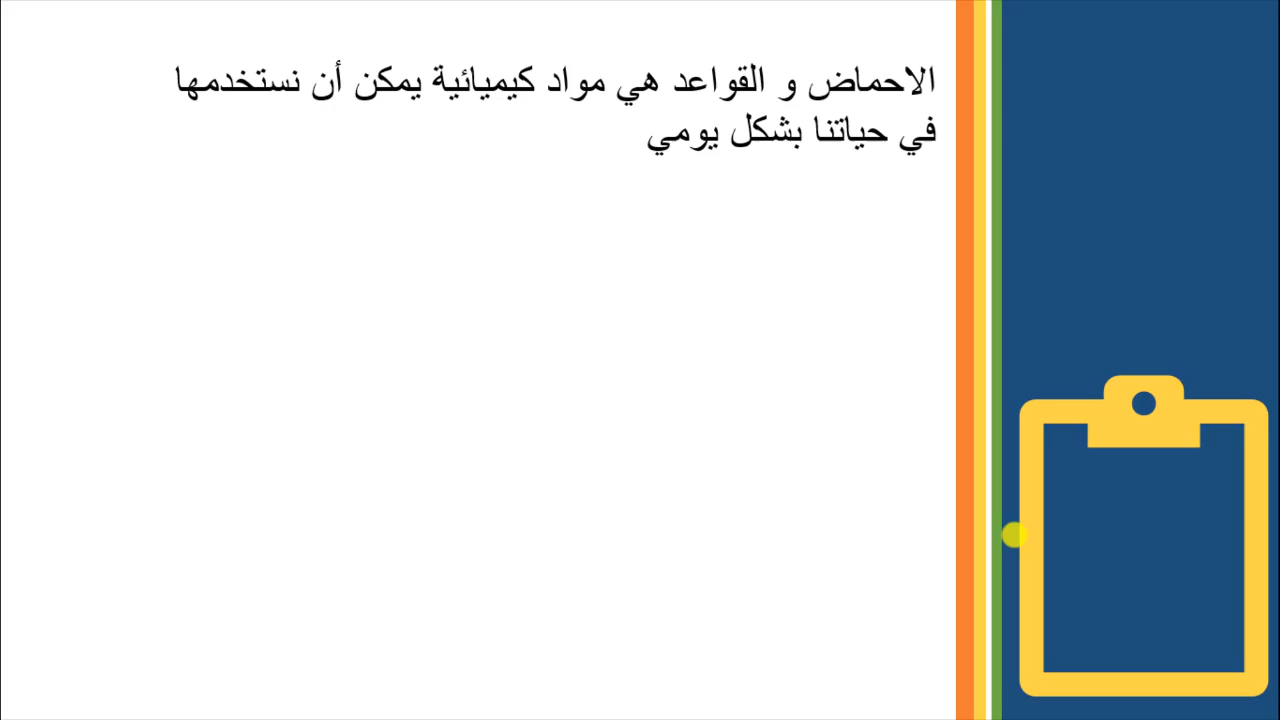 الاحماض و القواعد هي مواد كيميائية يمكن أن نستخدمها
في حياتنا بشكل يومي